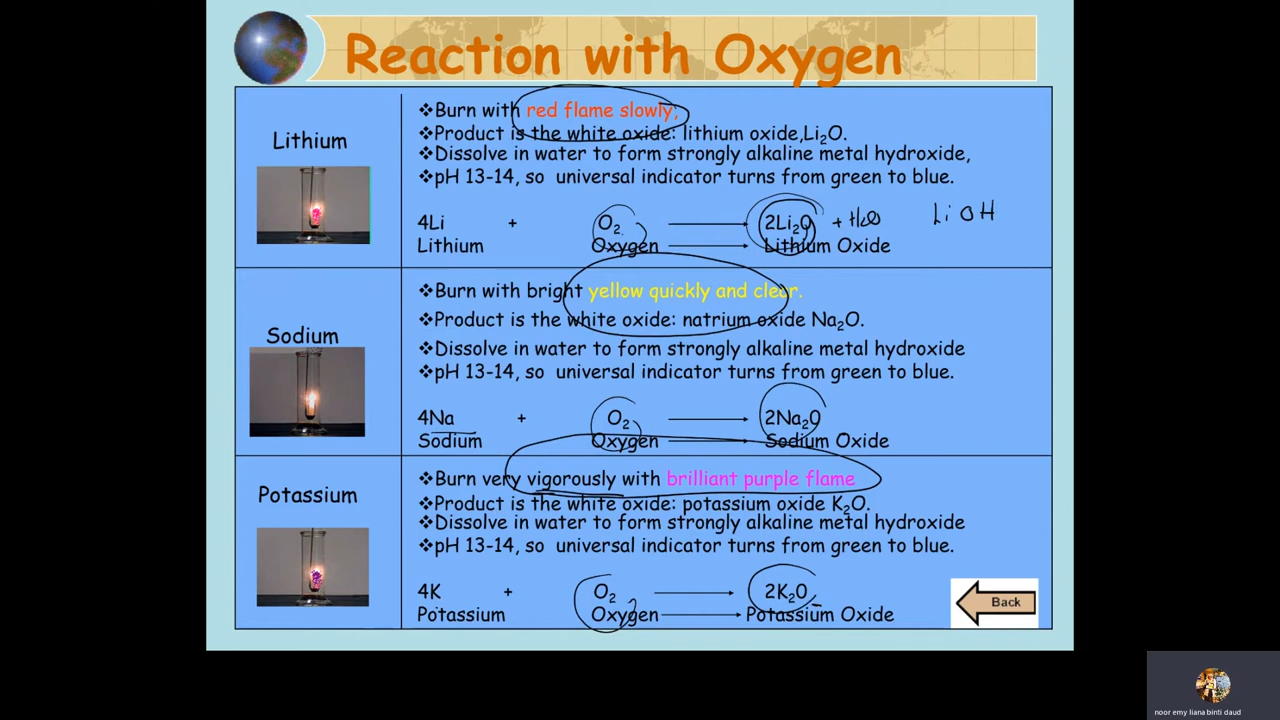 Reaction with Oxygen
Lithium
❖Burn with red flame slowly;
❖Product is the white oxide: lithium oxide,Li₂O.
❖Dissolve in water to form strongly alkaline metal hydroxide,
❖pH 13-14, so universal indicator turns from green to blue.
4Li + O₂ → 2Li₂O + H₂O LiOH
Lithium Oxygen → Lithium Oxide
Sodium
❖Burn with bright yellow quickly and clear.
❖Product is the white oxide: natrium oxide Na₂O.
❖Dissolve in water to form strongly alkaline metal hydroxide
❖pH 13-14, so universal indicator turns from green to blue.
4Na + O₂ → 2Na₂O
Sodium Oxygen → Sodium Oxide
Potassium
❖Burn very vigorously with brilliant purple flame
❖Product is the white oxide: potassium oxide K₂O.
❖Dissolve in water to form strongly alkaline metal hydroxide
❖pH 13-14, so universal indicator turns from green to blue.
4K + O₂ → 2K₂O
Potassium Oxygen → Potassium Oxide
Back
noor emy liana binti daud